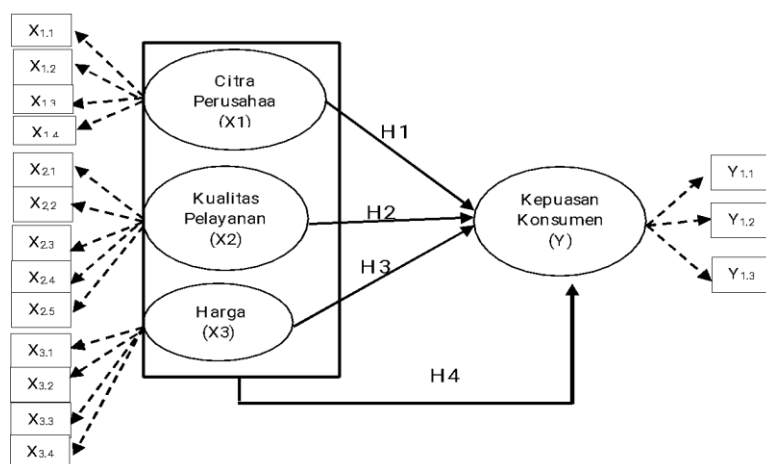 X1.1
X1.2
X1.3
X1.4
X2.1
X2.2
X2.3
X2.4
X2.5
X3.1
X3.2
X3.3
X3.4
Citra
Perusahaa
(X1)
Kualitas
Pelayanan
(X2)
Harga
(X3)
H1
H2
H3
H4
Kepuasan
Konsumen
(Y)
Y1.1
Y1.2
Y1.3